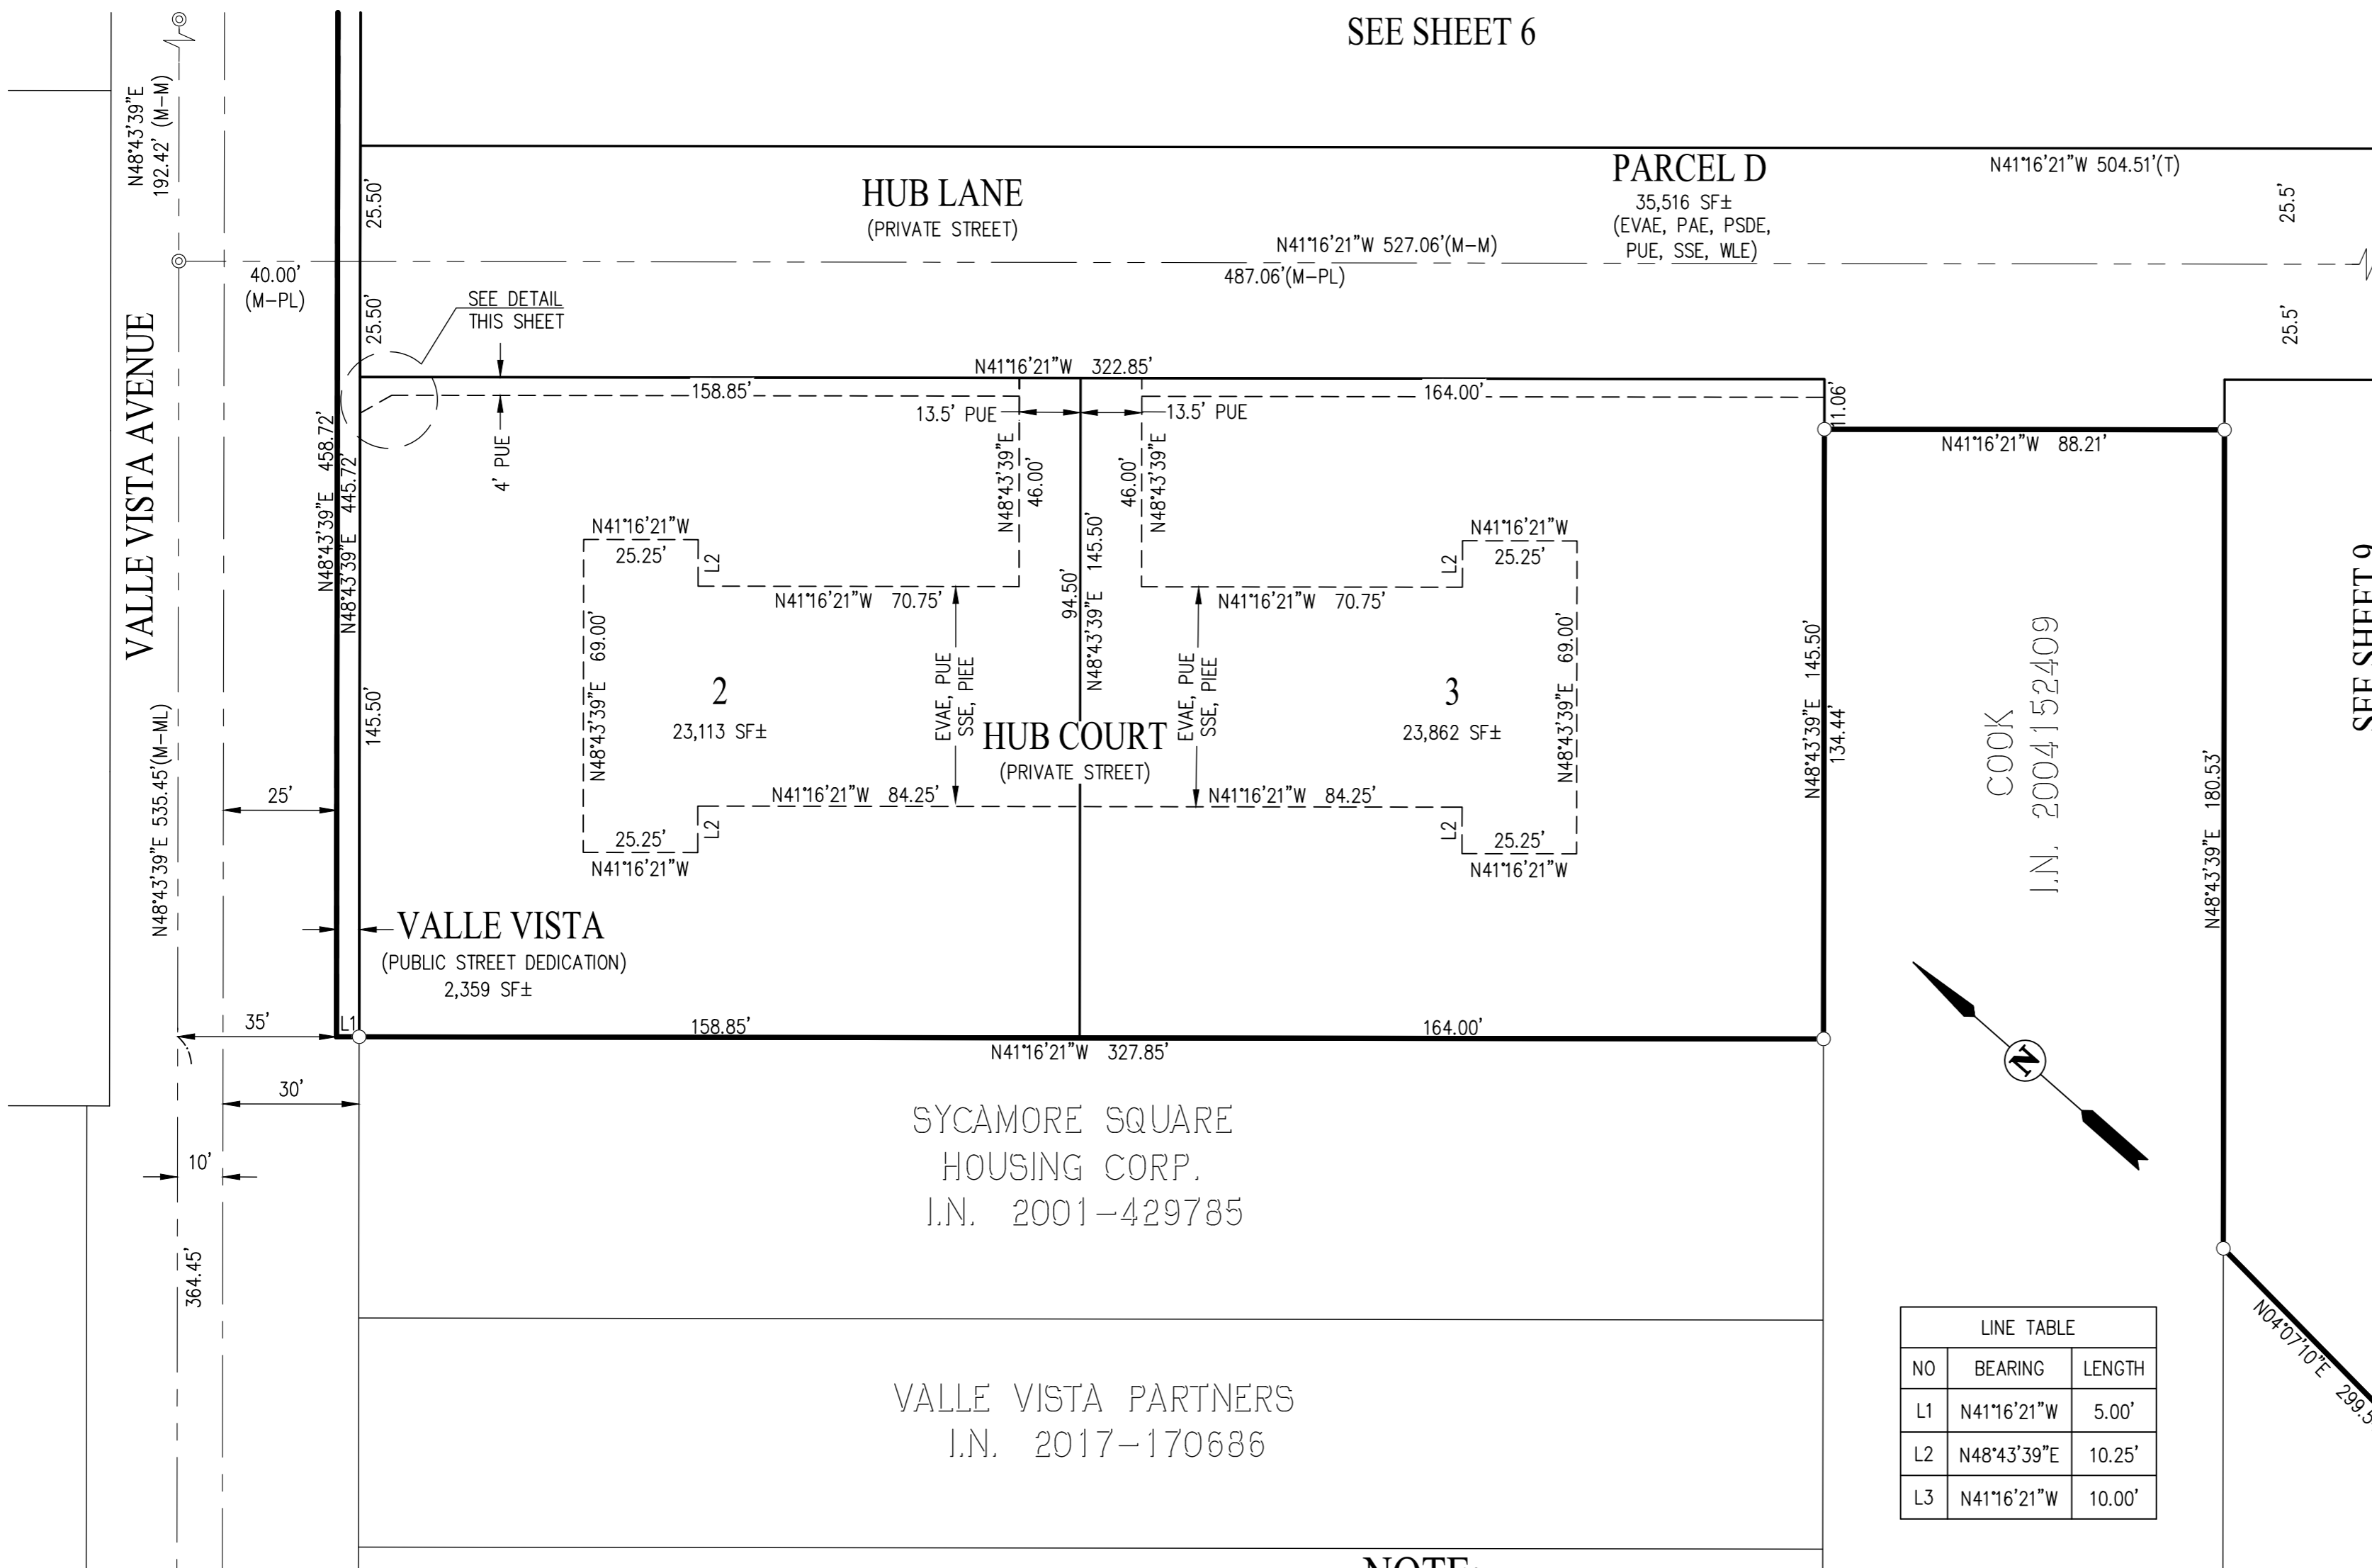 SEE SHEET 6
N48°43'39"E
192.42' (M-M)
25.50'
HUB LANE
(PRIVATE STREET)
PARCEL D
35,516 SF±
(EVAE, PAE, PSDE,
PUE, SSE, WLE)
N41°16'21"W 504.51'(T)
25.5'
N41°16'21"W 527.06'(M-M)
487.06'(M-PL)
40.00'
(M-PL)
25.50'
25.5'
SEE DETAIL
THIS SHEET
VALLE VISTA AVENUE
N41°16'21"W 322.85'
158.85'
164.00'
11.06'
13.5' PUE
13.5' PUE
4' PUE
N48°43'39"E 458.72'
N48°43'39"E 445.72'
N48°43'39"E
46.00'
46.00'
N48°43'39"E
N41°16'21"W 88.21'
N41°16'21"W
25.25'
L2
N41°16'21"W 70.75'
94.50'
N48°43'39"E 145.50'
N41°16'21"W
25.25'
L2
N41°16'21"W 70.75'
N48°43'39"E 69.00'
2
23,113 SF±
EVAE, PUE
SSE, PIEE
HUB COURT
(PRIVATE STREET)
EVAE, PUE
SSE, PIEE
3
23,862 SF±
N48°43'39"E 69.00'
N48°43'39"E 145.50'
134.44'
COOK
I.N. 2004152409
N48°43'39"E 180.53'
SEE SHEET 9
145.50'
N48°43'39"E 535.45'(M-ML)
25'
N41°16'21"W 84.25'
N41°16'21"W 84.25'
L2
25.25'
N41°16'21"W
L2
25.25'
N41°16'21"W
VALLE VISTA
(PUBLIC STREET DEDICATION)
2,359 SF±
35'
L1
158.85'
164.00'
N41°16'21"W 327.85'
N
30'
10'
364.45'
SYCAMORE SQUARE
HOUSING CORP.
I.N. 2001-429785
VALLE VISTA PARTNERS
I.N. 2017-170686
N04°07'10"E
LINE TABLE
NO BEARING LENGTH
L1 N41°16'21"W 5.00'
L2 N48°43'39"E 10.25'
L3 N41°16'21"W 10.00'
NOTE: